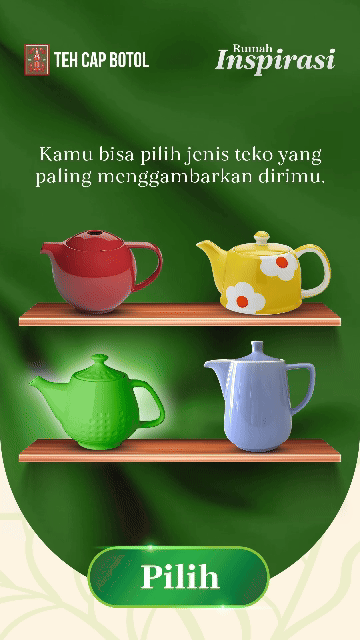 TEH CAP BOTOL
Rumah
Inspirasi
Kamu bisa pilih jenis teko yang
paling menggambarkan dirimu.
Pilih